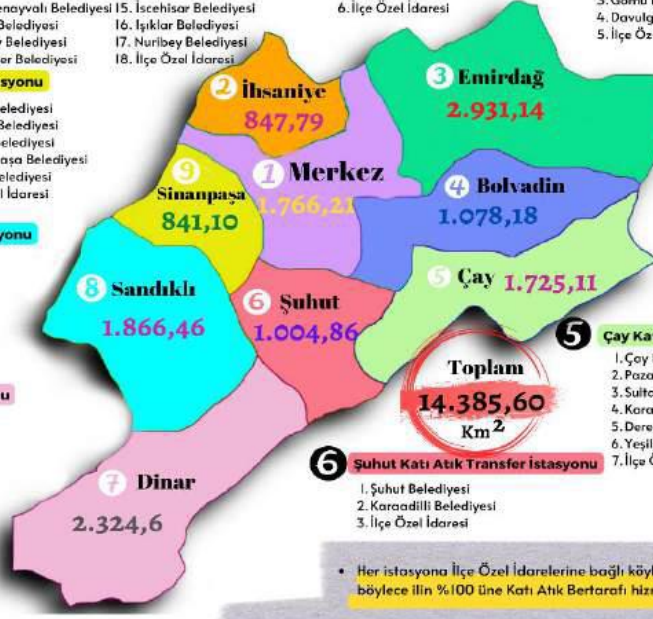 15. İscehisar Belediyesi
16. Işıklar Belediyesi
17. Nuribey Belediyesi
18. İlçe Özel İdaresi
6. İlçe Özel İdaresi
Belediyesi
Belediyesi
4. Davulg
5. İlçe Öz
2 İhsaniye
847,79
3 Emirdağ
2.931,14
Belediyesi
İdaresi
9
Sinanpaşa
841,10
1 Merkez
1.766,21
4 Bolvadin
1.078,18
8 Sandıklı
1.866,46
6 Şuhut
1.004,86
5 Çay 1.725,11
Toplam
14.385,60
Km2
5 Çay Ka
1. Çay
2. Paza
3. Sulta
4. Kara
5. Dere
6. Yeşil
7. İlçe
7 Dinar
2.324,6
6 Şuhut Katı Atık Transfer İstasyonu
1. Şuhut Belediyesi
2. Karaadilli Belediyesi
3. İlçe Özel İdaresi
• Her istasyona İlçe Özel İdarelerine bağlı köyl
böylece ilin %100 üne Katı Atık Bertarafı hizm